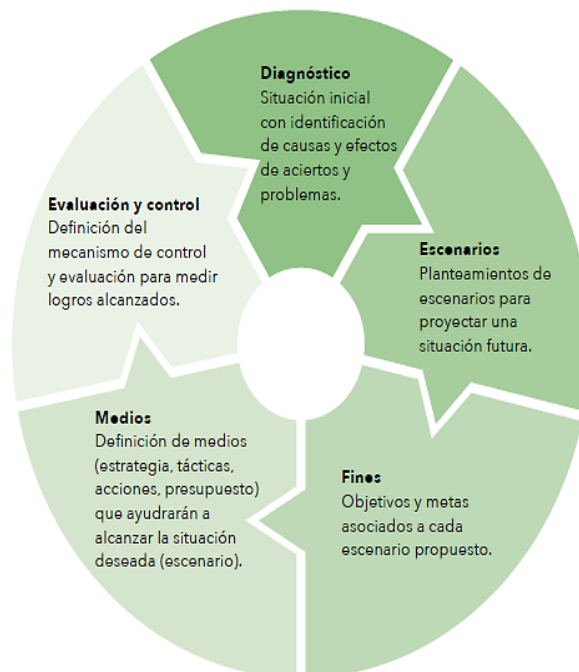 Diagnóstico
Situación inicial
con identificación
de causas y efectos
de aciertos y
problemas.
Escenarios
Planteamientos de
escenarios para
proyectar una
situación futura.
Fines
Objetivos y metas
asociados a cada
escenario propuesto.
Medios
Definición de medios
(estrategia, tácticas,
acciones, presupuesto)
que ayudrarán a
alcanzar la situación
deseada (escenario).
Evaluación y control
Definición del
mecanismo de control
y evaluación para medir
logros alcanzados.